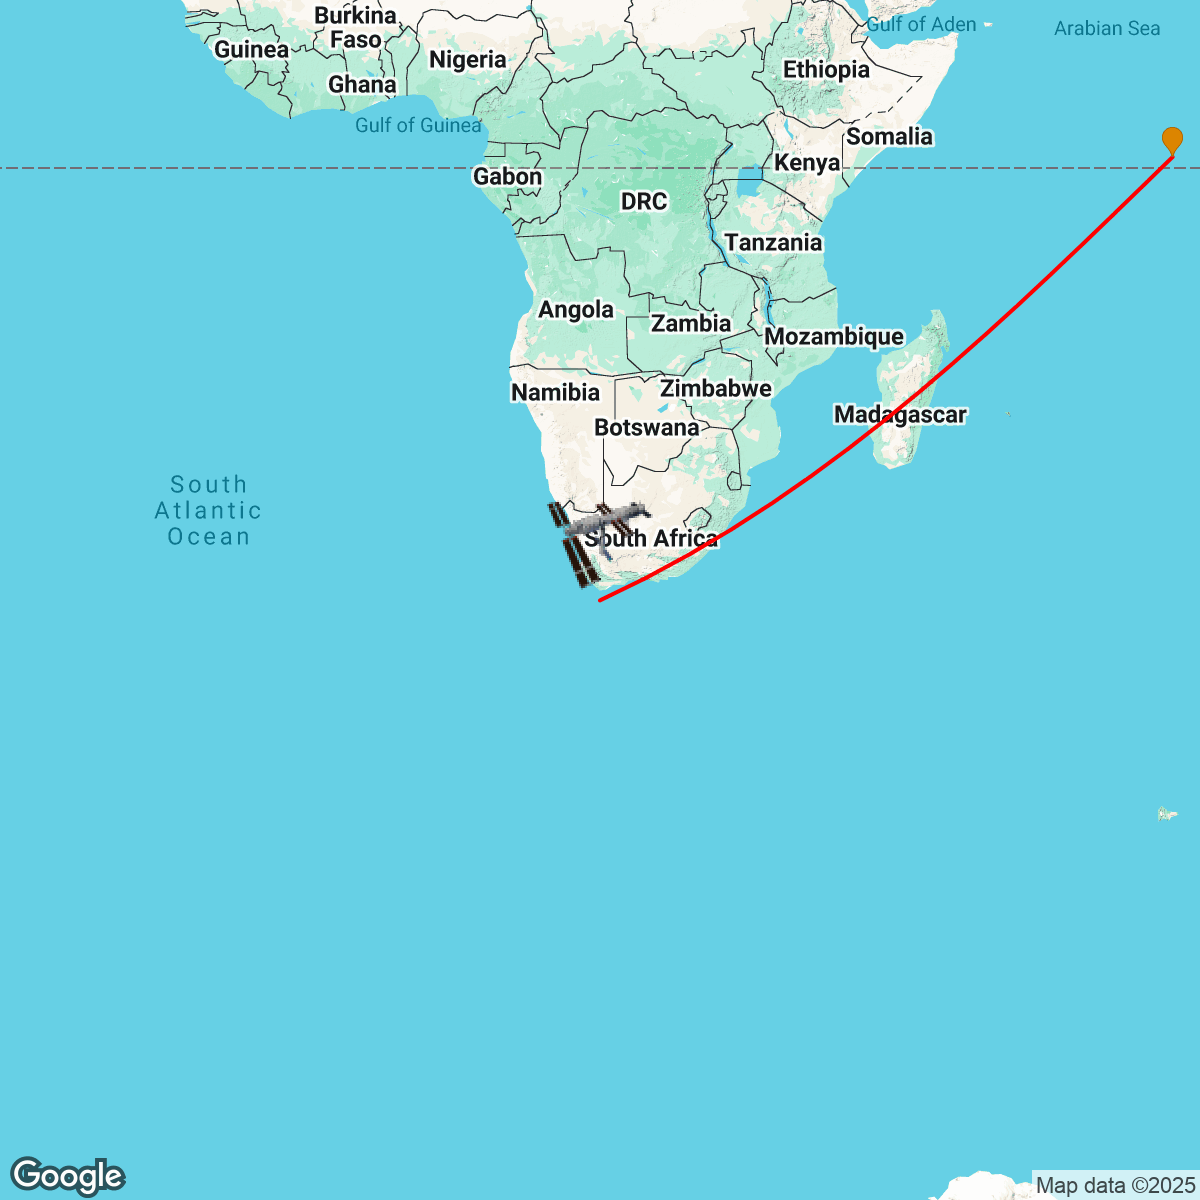 Burkina
Faso
Gulf of Aden
Arabian Sea
Guinea
Nigeria
Ethiopia
Ghana
Gulf of Guinea
Somalia
Kenya
Gabon
DRC
Tanzania
Angola
Zambia
Mozambique
Namibia
Zimbabwe
Madagascar
Botswana
South
Atlantic
Ocean
South Africa
Google
Map data ©2025